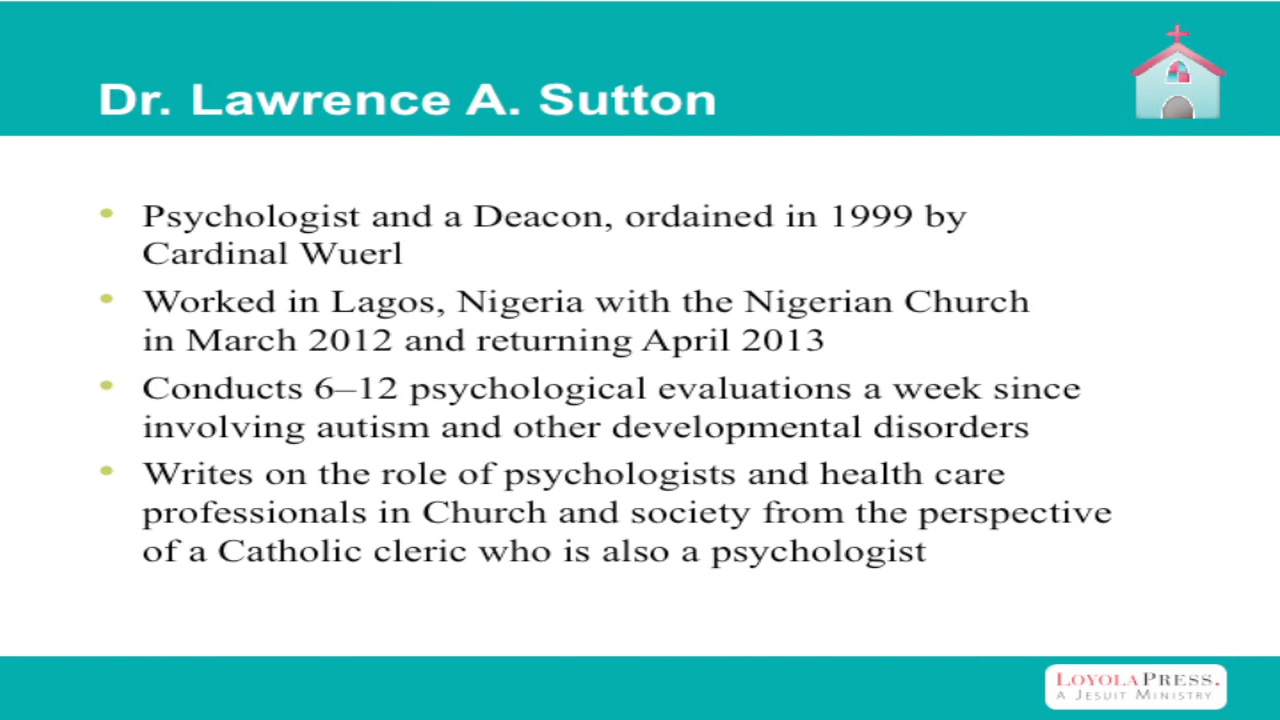 Dr. Lawrence A. Sutton
• Psychologist and a Deacon, ordained in 1999 by
Cardinal Wuerl
• Worked in Lagos, Nigeria with the Nigerian Church
in March 2012 and returning April 2013
• Conducts 6–12 psychological evaluations a week since
involving autism and other developmental disorders
• Writes on the role of psychologists and health care
professionals in Church and society from the perspective
of a Catholic cleric who is also a psychologist
LOYOLAPRESS.
A JESUIT MINISTRY